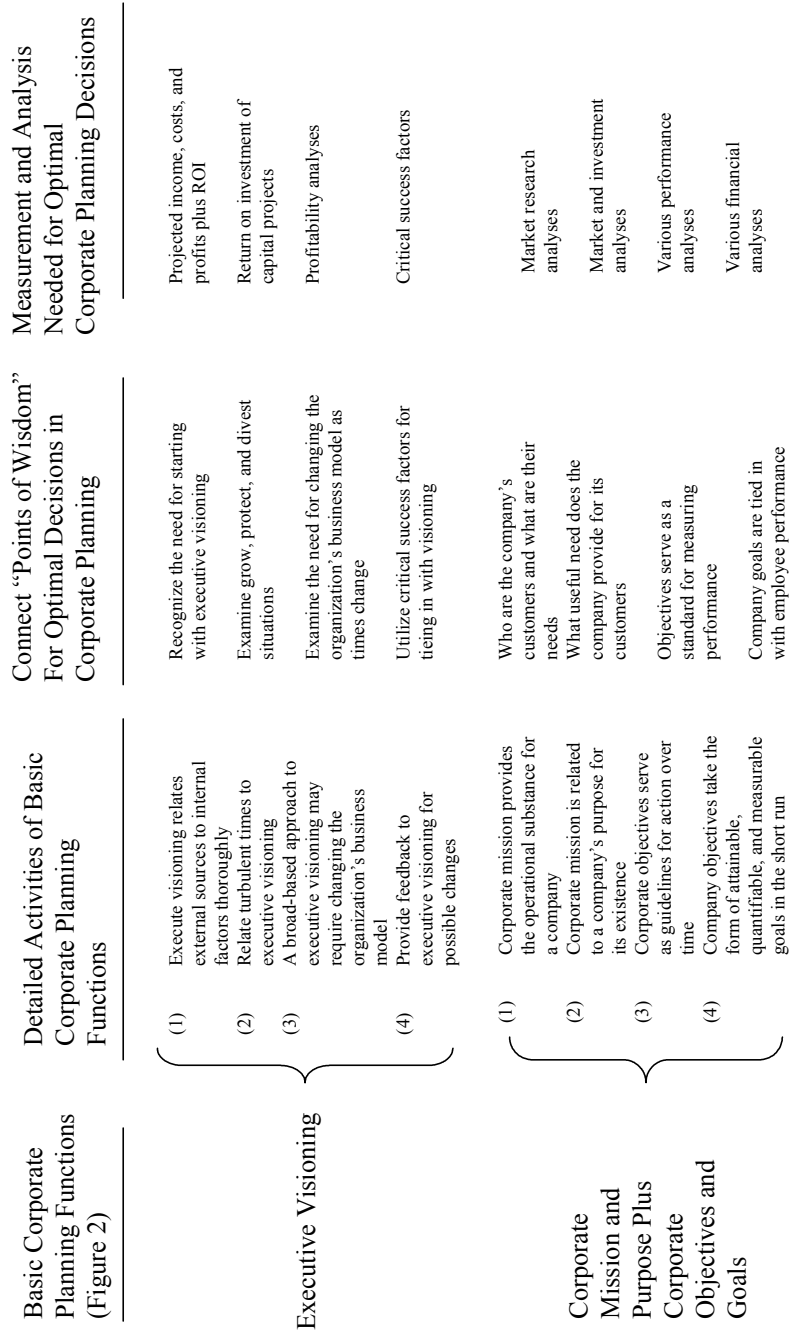 Basic Corporate
Planning Functions
(Figure 2)
Detailed Activities of Basic
Corporate Planning
Functions
Connect “Points of Wisdom”
For Optimal Decisions in
Corporate Planning
Measurement and Analysis
Needed for Optimal
Corporate Planning Decisions
Executive Visioning
(1) Execute visioning relates
external sources to internal
factors thoroughly
Recognize the need for starting
with executive visioning
Projected income, costs, and
profits plus ROI
(2) Relate turbulent times to
executive visioning
Examine grow, protect, and divest
situations
Return on investment of
capital projects
(3) A broad-based approach to
executive visioning may
require changing the
organization’s business
model
Examine the need for changing the
organization’s business model as
times change
Profitability analyses
(4) Provide feedback to
executive visioning for
possible changes
Utilize critical success factors for
tieing in with visioning
Critical success factors
Corporate
Mission and
Purpose Plus
Corporate
Objectives and
Goals
(1) Corporate mission provides
the operational substance for
a company
Who are the company’s
customers and what are their
needs
Market research
analyses
(2) Corporate mission is related
to a company’s purpose for
its existence
What useful need does the
company provide for its
customers
Market and investment
analyses
(3) Corporate objectives serve
as guidelines for action over
time
Objectives serve as a
standard for measuring
performance
Various performance
analyses
(4) Company objectives take the
form of attainable,
quantifiable, and measurable
goals in the short run
Company goals are tied in
with employee performance
Various financial
analyses